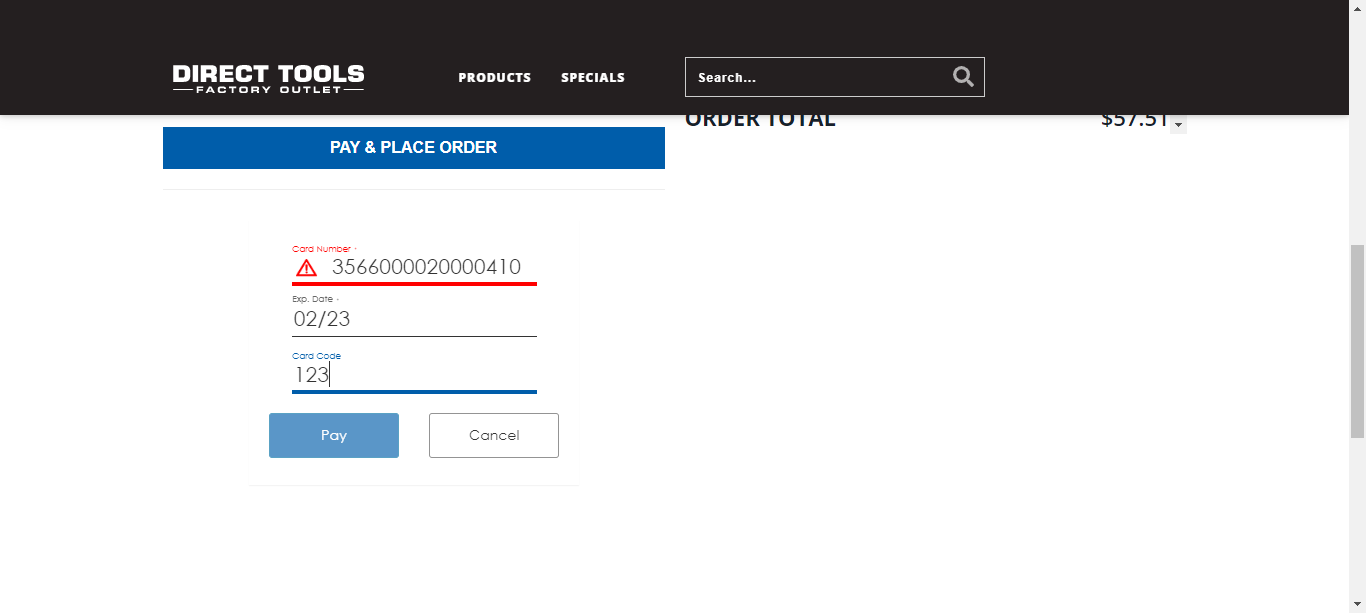 DIRECT TOOLS
FACTORY OUTLET
PRODUCTS
SPECIALS
Search...
ORDER TOTAL
$57.51
PAY & PLACE ORDER
Card Number *
3566000020000410
Exp. Date *
02/23
Card Code
123
Pay
Cancel